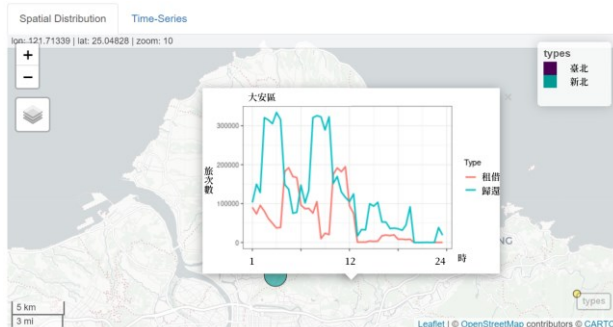 Spatial Distribution
Time-Series
lon: 121.71339 | lat: 25.04828 | zoom: 10
+
−
types
臺北
新北
大安區
300000
200000
100000
0
旅次數
Type
租借
歸還
1
12
24
時
NG
5 km
3 mi
types
Leaflet | © OpenStreetMap contributors © CARTO